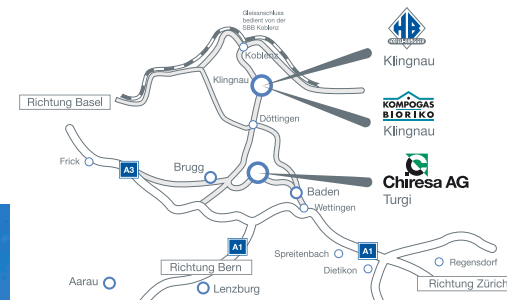 Gleisanschluss
bedient von der
SBB Koblenz
Koblenz
HB
Klingnau
Klingnau
Richtung Basel
KOMPOGAS
BIORIKO
Klingnau
Döttingen
Frick
A3
Brugg
Chiresa AG
Turgi
Baden
Wettingen
A1
A1
Spreitenbach
Regensdorf
Richtung Bern
Dietikon
Aarau
Lenzburg
Richtung Zürich